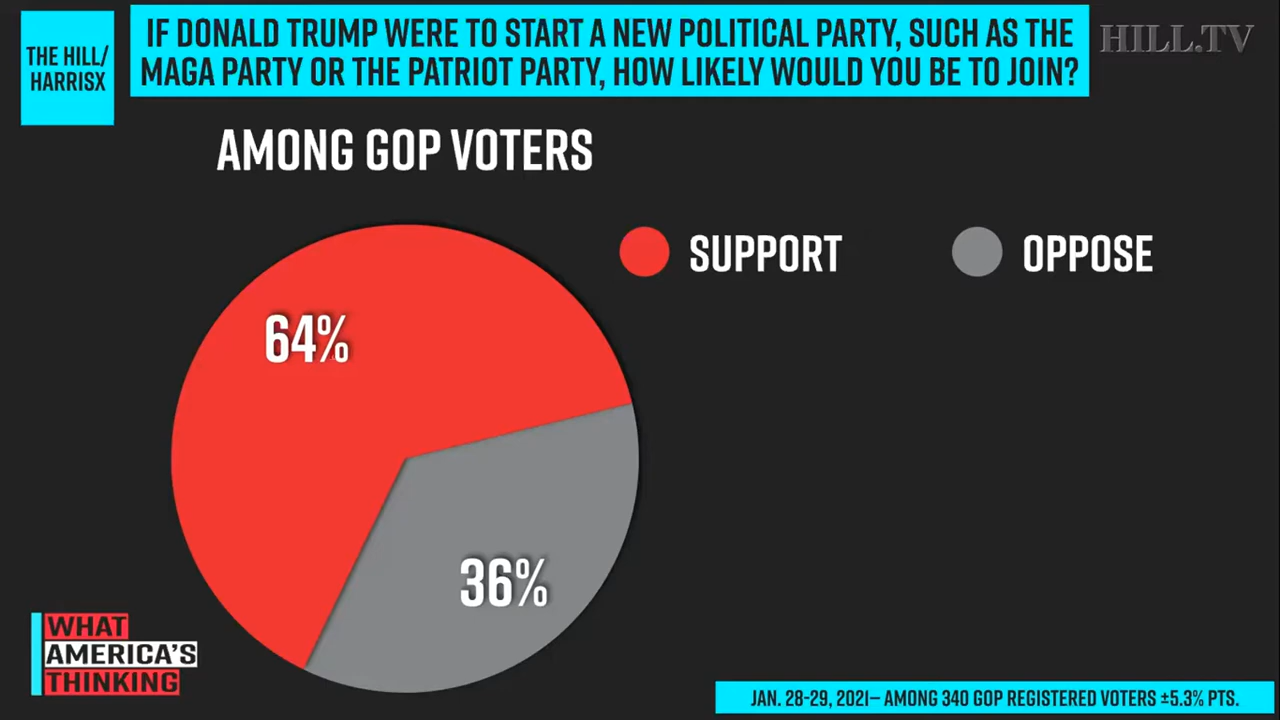 THE HILL/
HARRISX
IF DONALD TRUMP WERE TO START A NEW POLITICAL PARTY, SUCH AS THE
MAGA PARTY OR THE PATRIOT PARTY, HOW LIKELY WOULD YOU BE TO JOIN?
HILL.TV
AMONG GOP VOTERS
SUPPORT
OPPOSE
64%
36%
WHAT
AMERICA'S
THINKING
JAN. 28-29, 2021– AMONG 340 GOP REGISTERED VOTERS ±5.3% PTS.